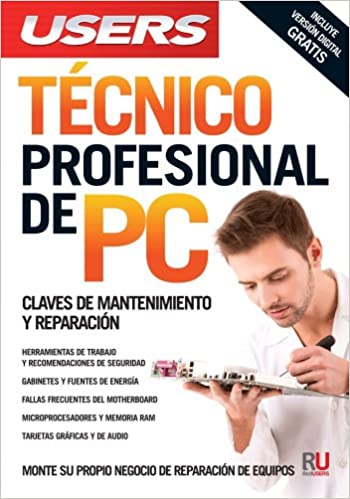 USERS
INCLUYE
VERSIÓN DIGITAL
GRATIS
TÉCNICO
PROFESIONAL
DE PC
CLAVES DE MANTENIMIENTO
Y REPARACIÓN
HERRAMIENTAS DE TRABAJO
Y RECOMENDACIONES DE SEGURIDAD
GABINETES Y FUENTES DE ENERGÍA
FALLAS FRECUENTES DEL MOTHERBOARD
MICROPROCESADORES Y MEMORIA RAM
TARJETAS GRÁFICAS Y DE AUDIO
MONTE SU PROPIO NEGOCIO DE REPARACIÓN DE EQUIPOS
RU
RedUSERS